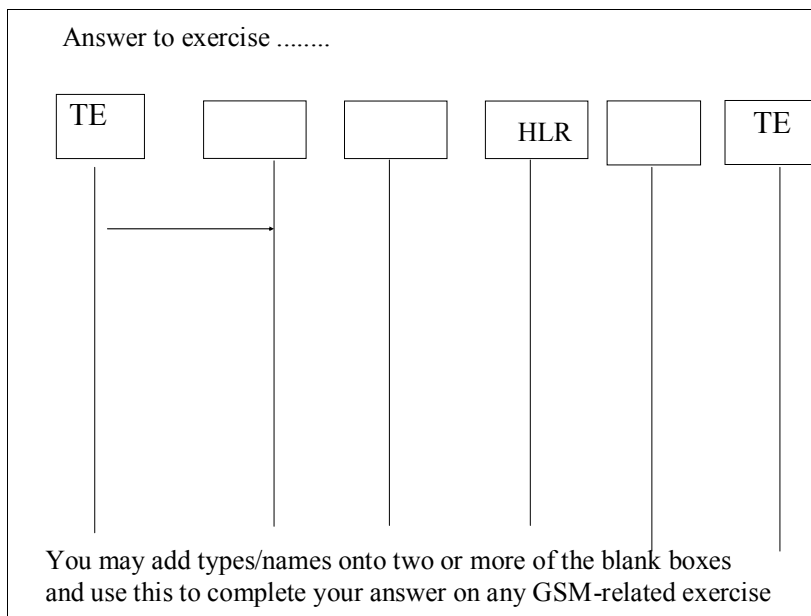 Answer to exercise ........
TE
HLR
TE
You may add types/names onto two or more of the blank boxes
and use this to complete your answer on any GSM-related exercise